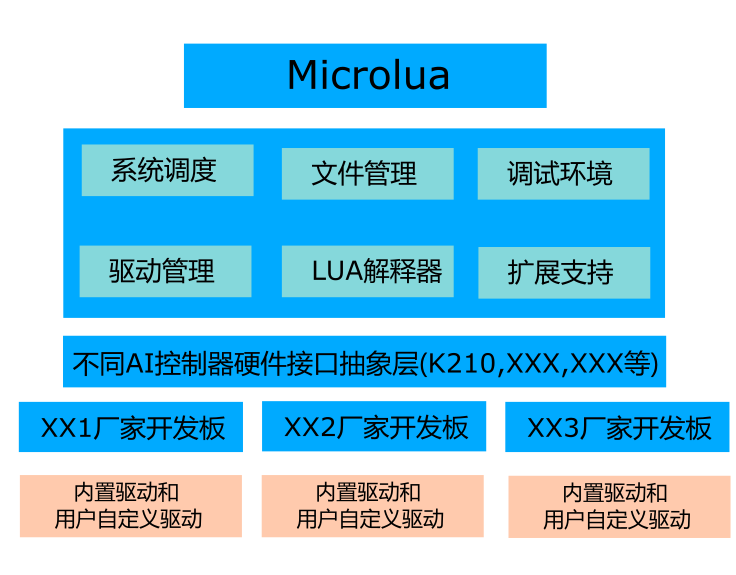 Microlua
系统调度
文件管理
调试环境
驱动管理
LUA解释器
扩展支持
不同AI控制器硬件接口抽象层(K210,XXX,XXX等)
XX1厂家开发板
XX2厂家开发板
XX3厂家开发板
内置驱动和
用户自定义驱动
内置驱动和
用户自定义驱动
内置驱动和
用户自定义驱动